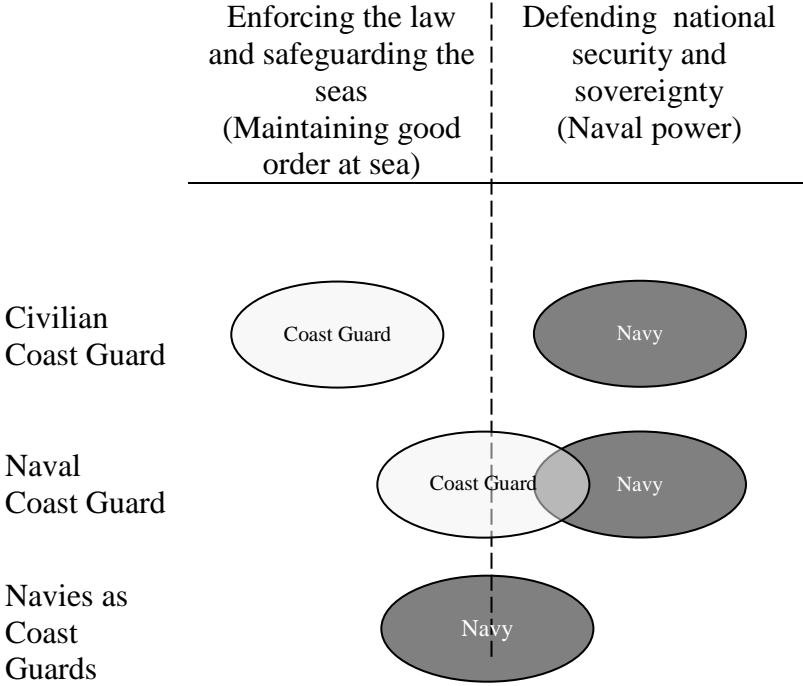 Enforcing the law
and safeguarding the
seas
(Maintaining good
order at sea)
Defending national
security and
sovereignty
(Naval power)
Civilian
Coast Guard
Coast Guard
Navy
Naval
Coast Guard
Coast Guard
Navy
Navies as
Coast
Guards
Navy